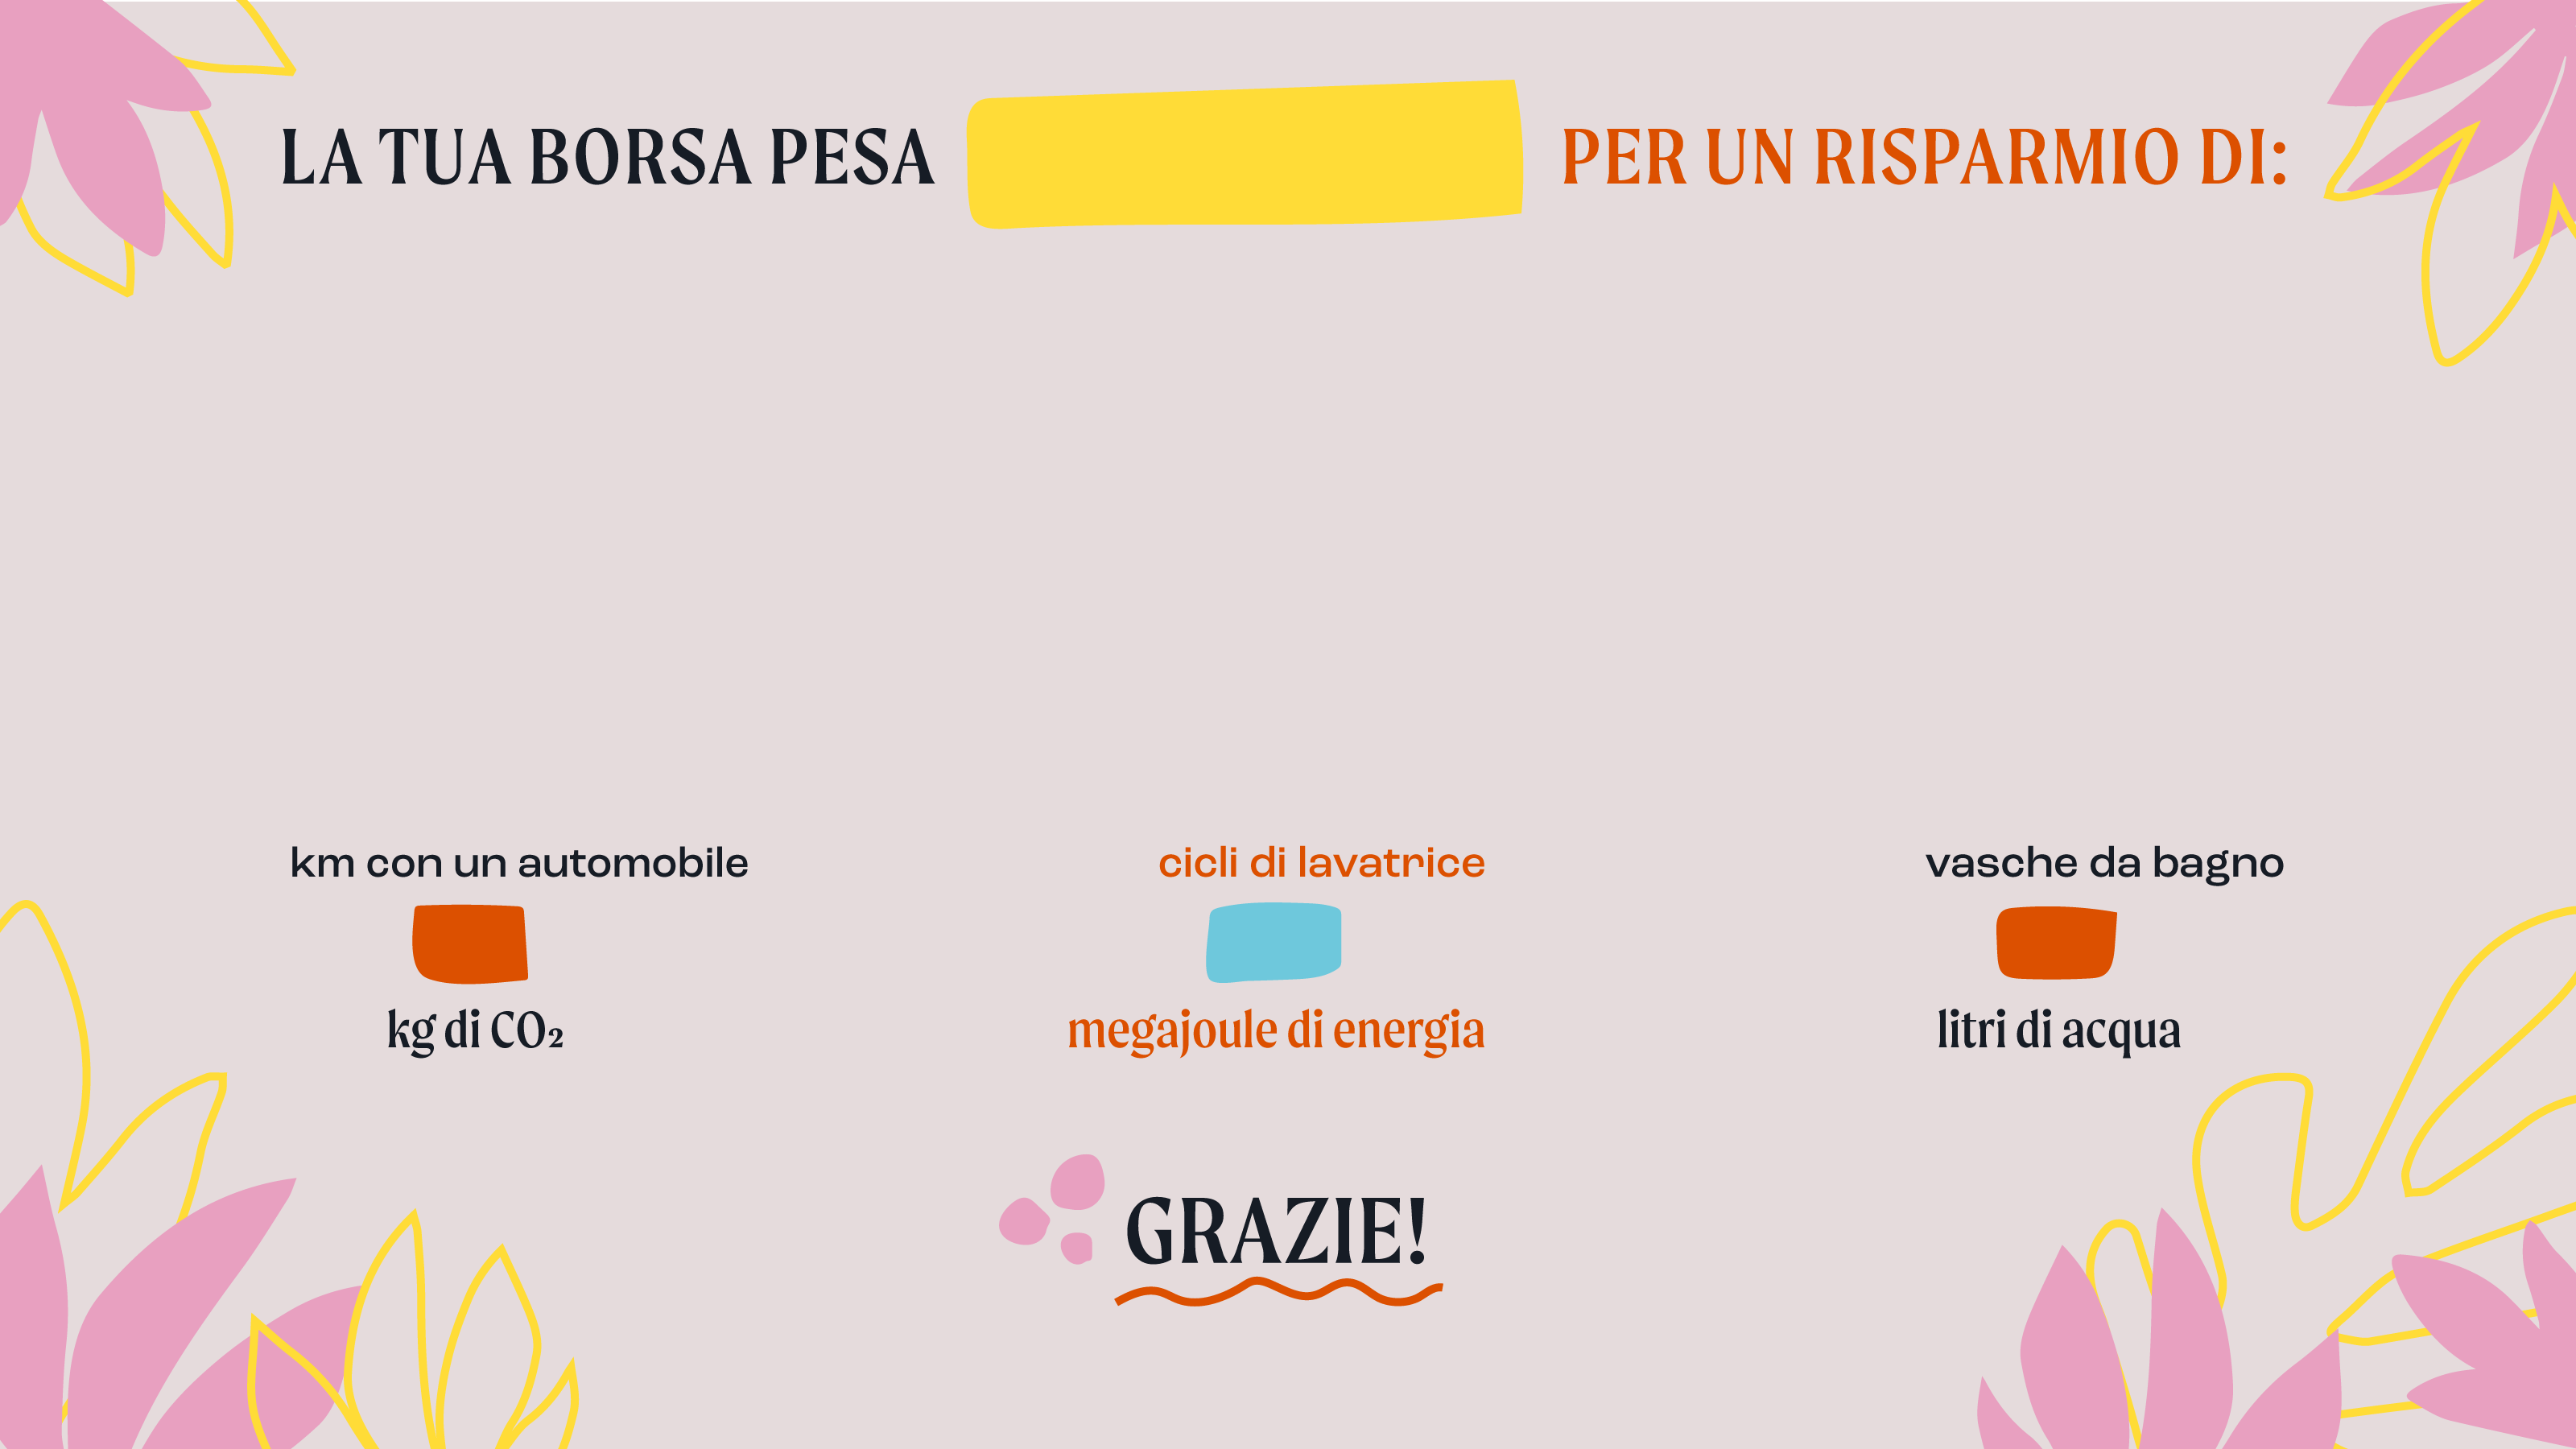 LA TUA BORSA PESA PER UN RISPARMIO DI:
km con un automobile
kg di CO₂
cicli di lavatrice
megajoule di energia
vasche da bagno
litri di acqua
GRAZIE!